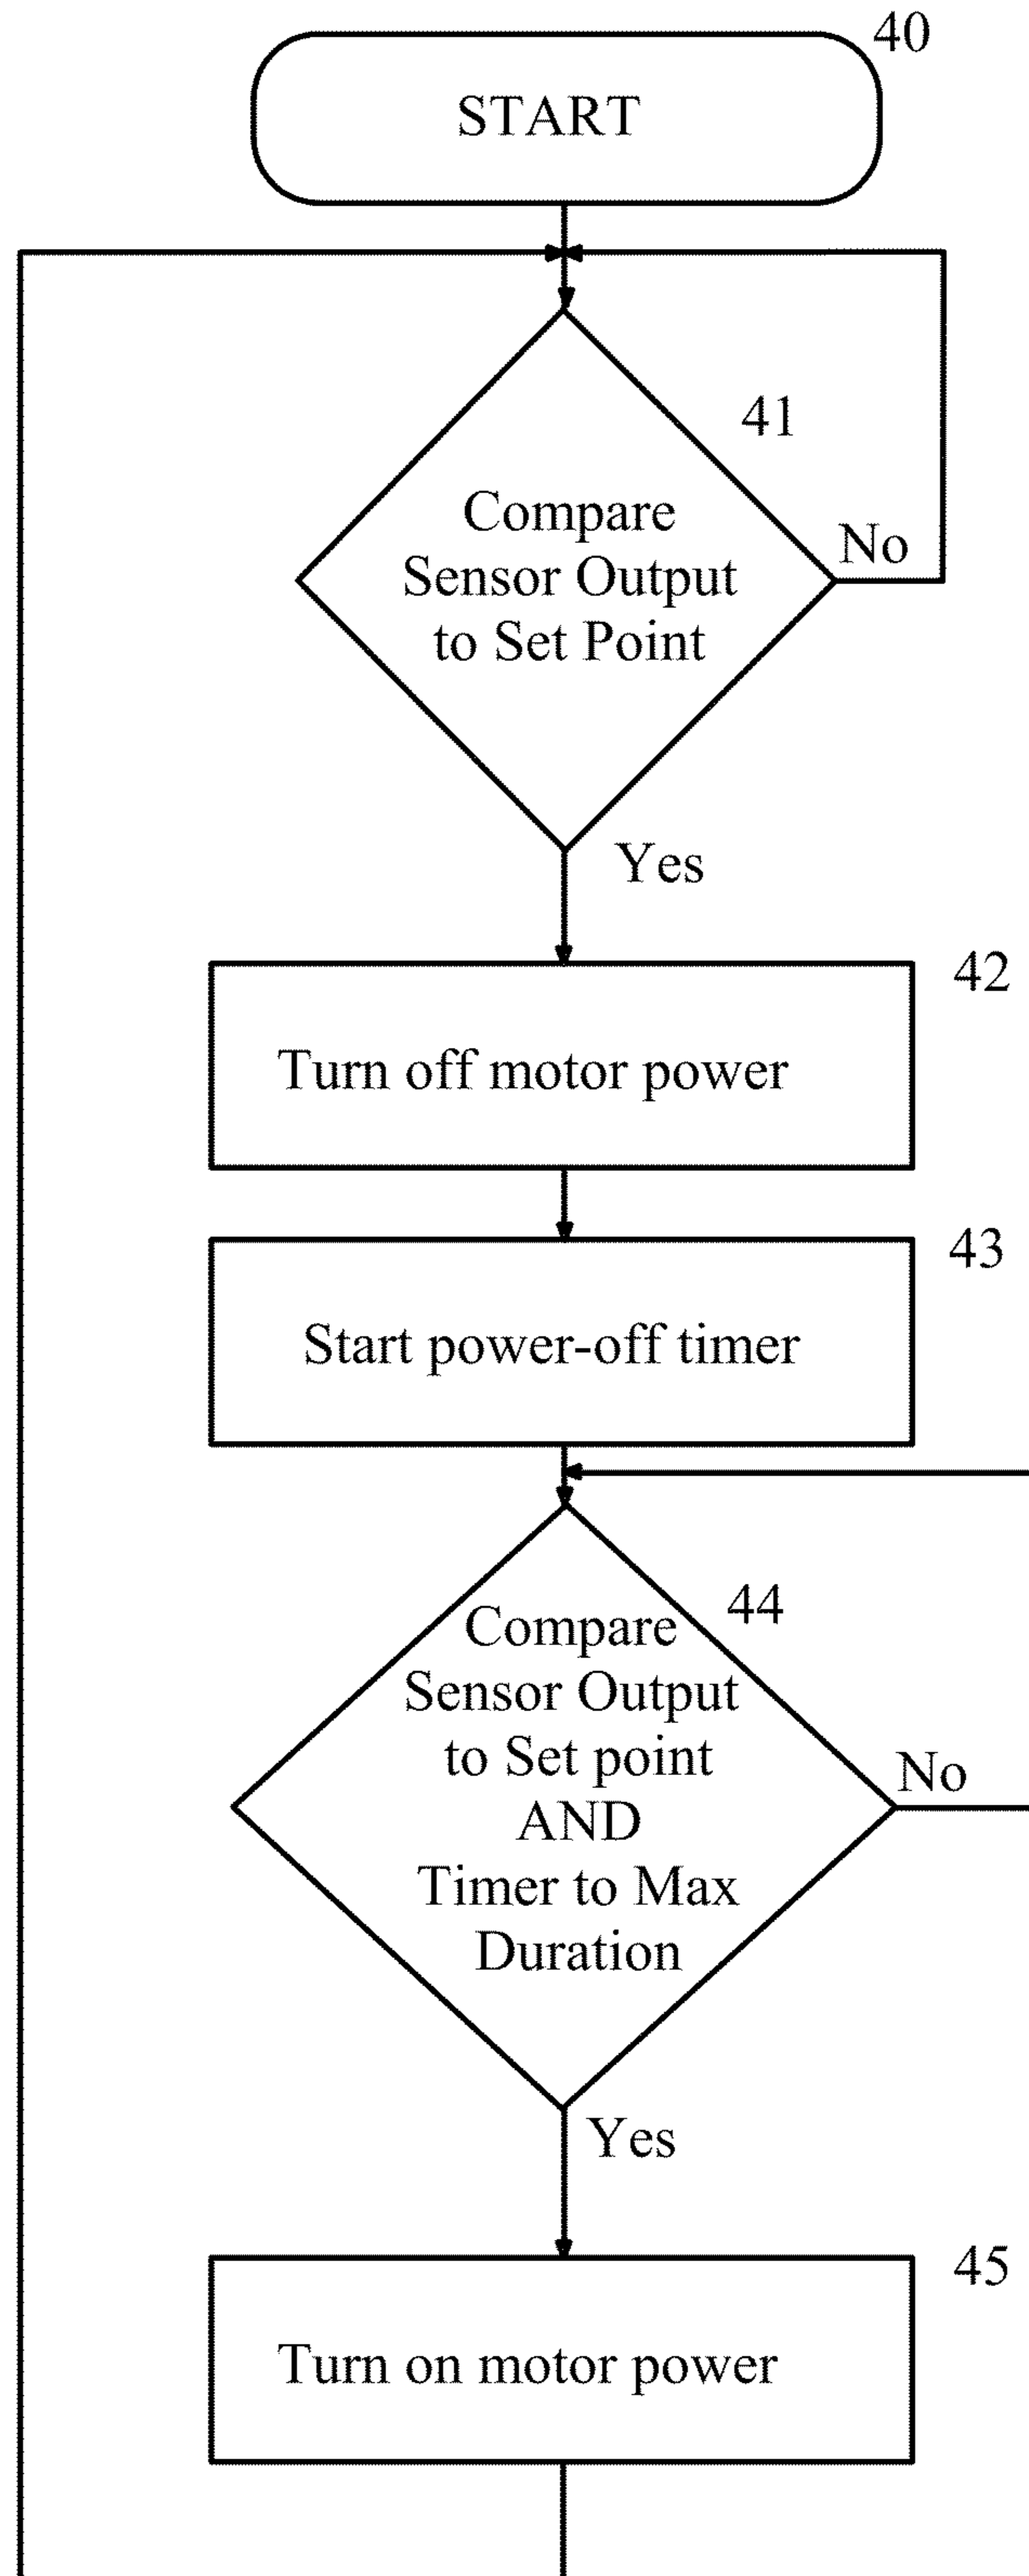 40
START
41
Compare
Sensor Output
to Set Point
No
Yes
42
Turn off motor power
43
Start power-off timer
44
Compare
Sensor Output
to Set point
AND
Timer to Max
Duration
No
Yes
45
Turn on motor power